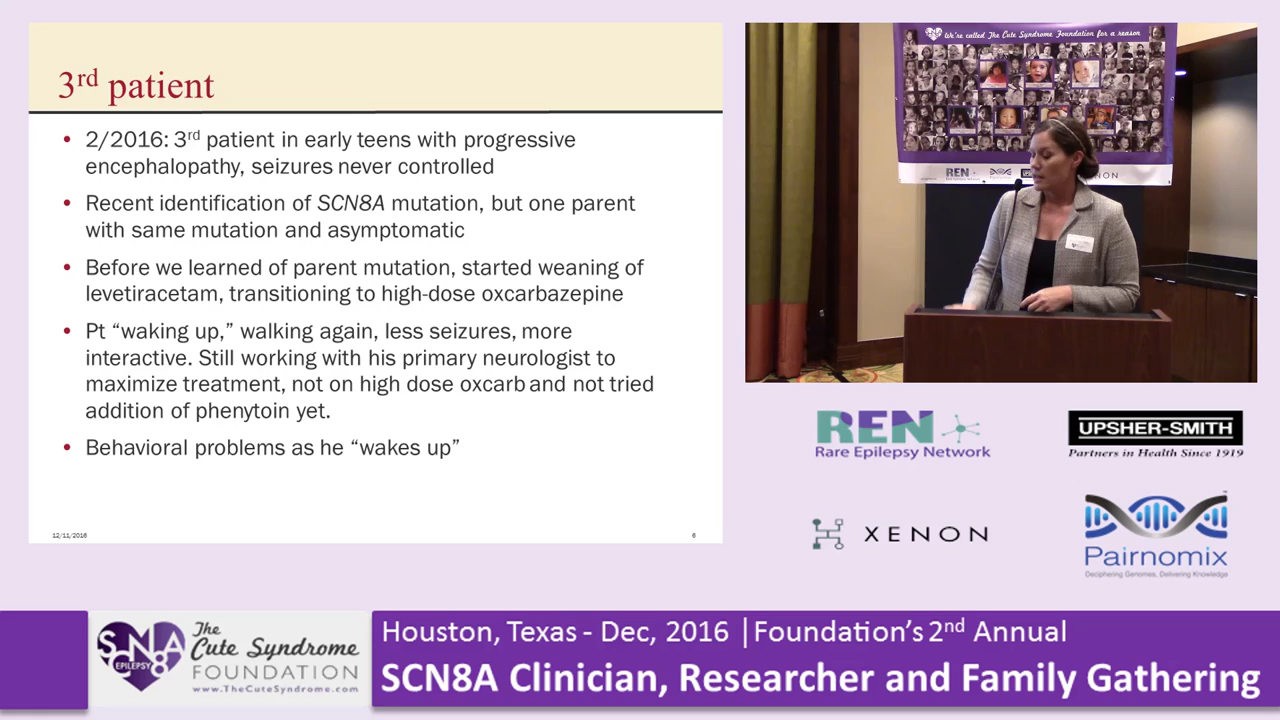 3rd patient
• 2/2016: 3rd patient in early teens with progressive
encephalopathy, seizures never controlled
• Recent identification of SCN8A mutation, but one parent
with same mutation and asymptomatic
• Before we learned of parent mutation, started weaning of
levetiracetam, transitioning to high-dose oxcarbazepine
• Pt “waking up,” walking again, less seizures, more
interactive. Still working with his primary neurologist to
maximize treatment, not on high dose oxcarb and not tried
addition of phenytoin yet.
• Behavioral problems as he “wakes up”
12/11/2016
6
We're called The Cute Syndrome Foundation for a reason
REN
REN
Rare Epilepsy Network
UPSHER-SMITH
Partners in Health Since 1919
XENON
Pairnomix
Deciphering Genomes, Delivering Knowledge
SCN8A
EPILEPSY
The
Cute Syndrome
FOUNDATION
www.TheCuteSyndrome.com
Houston, Texas - Dec, 2016 | Foundation’s 2nd Annual
SCN8A Clinician, Researcher and Family Gathering